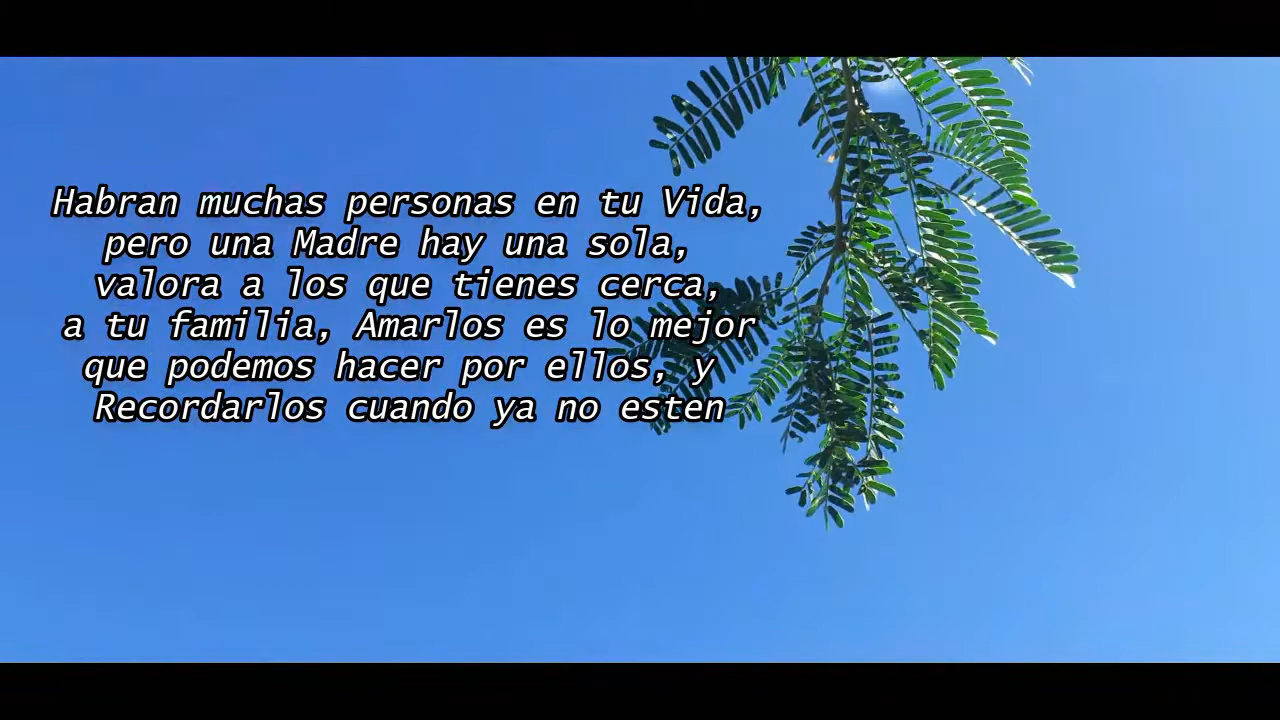 Habran muchas personas en tu Vida,
pero una Madre hay una sola,
valora a los que tienes cerca,
a tu familia, Amarlos es lo mejor
que podemos hacer por ellos, y
Recordarlos cuando ya no esten